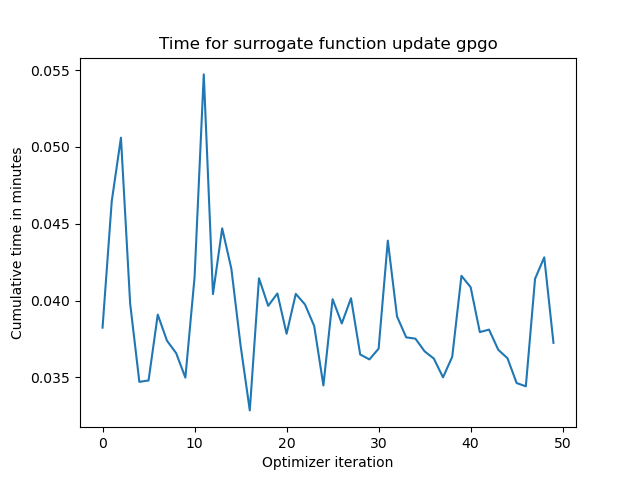 Time for surrogate function update gpgo
0.055
0.050
0.045
0.040
0.035
Cumulative time in minutes
0 10 20 30 40 50
Optimizer iteration